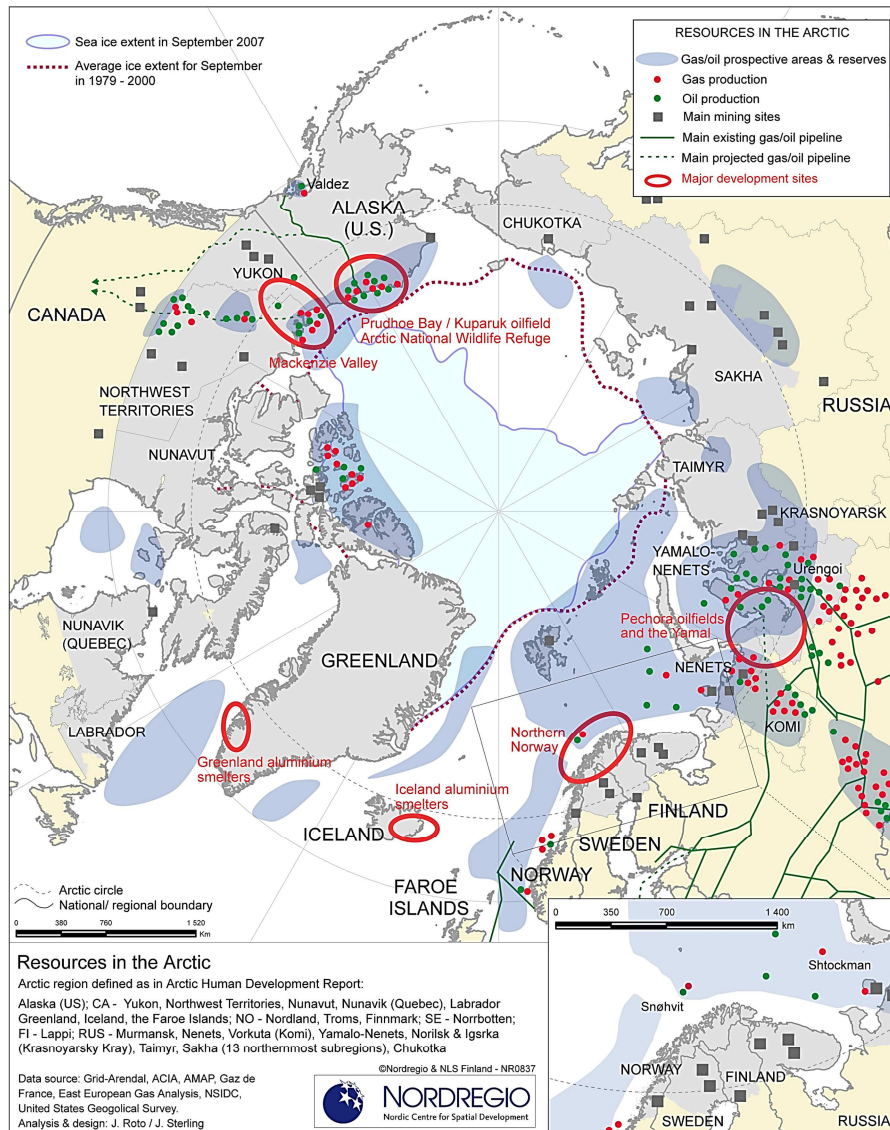 Sea ice extent in September 2007
Average ice extent for September
in 1979 - 2000
RESOURCES IN THE ARCTIC
Gas/oil prospective areas & reserves
Gas production
Oil production
Main mining sites
Main existing gas/oil pipeline
Main projected gas/oil pipeline
Major development sites
Valdez
ALASKA
(U.S.)
CHUKOTKA
YUKON
CANADA
Prudhoe Bay / Kuparuk oilfield
Arctic National Wildlife Refuge
Mackenzie Valley
NORTHWEST
TERRITORIES
SAKHA
RUSSIA
NUNAVUT
TAIMYR
KRASNOYARSK
YAMALO-
NENETS
Urengoi
NUNAVIK
(QUEBEC)
Pechora oilfields
and the Yamal
GREENLAND
NENETS
LABRADOR
KOMI
Northern
Norway
Greenland aluminium
smelters
Iceland aluminium
smelters
FINLAND
ICELAND
SWEDEN
NORWAY
FAROE
ISLANDS
Arctic circle
National/ regional boundary
0 380 760 1 520
Km
0 350 700 1 400
km
Shtockman
Snøhvit
NORWAY
FINLAND
SWEDEN
RUSSIA
Resources in the Arctic
Arctic region defined as in Arctic Human Development Report:
Alaska (US); CA - Yukon, Northwest Territories, Nunavut, Nunavik (Quebec), Labrador
Greenland, Iceland, the Faroe Islands; NO - Nordland, Troms, Finnmark; SE - Norrbotten;
FI - Lappi; RUS - Murmansk, Nenets, Vorkuta (Komi), Yamalo-Nenets, Norilsk & Igsrka
(Krasnoyarsky Kray), Taimyr, Sakha (13 northernmost subregions), Chukotka
©Nordregio & NLS Finland - NR0837
Data source: Grid-Arendal, ACIA, AMAP, Gaz de
France, East European Gas Analysis, NSIDC,
United States Geogolical Survey.
Analysis & design: J. Roto / J. Sterling
NORDREGIO
Nordic Centre for Spatial Development